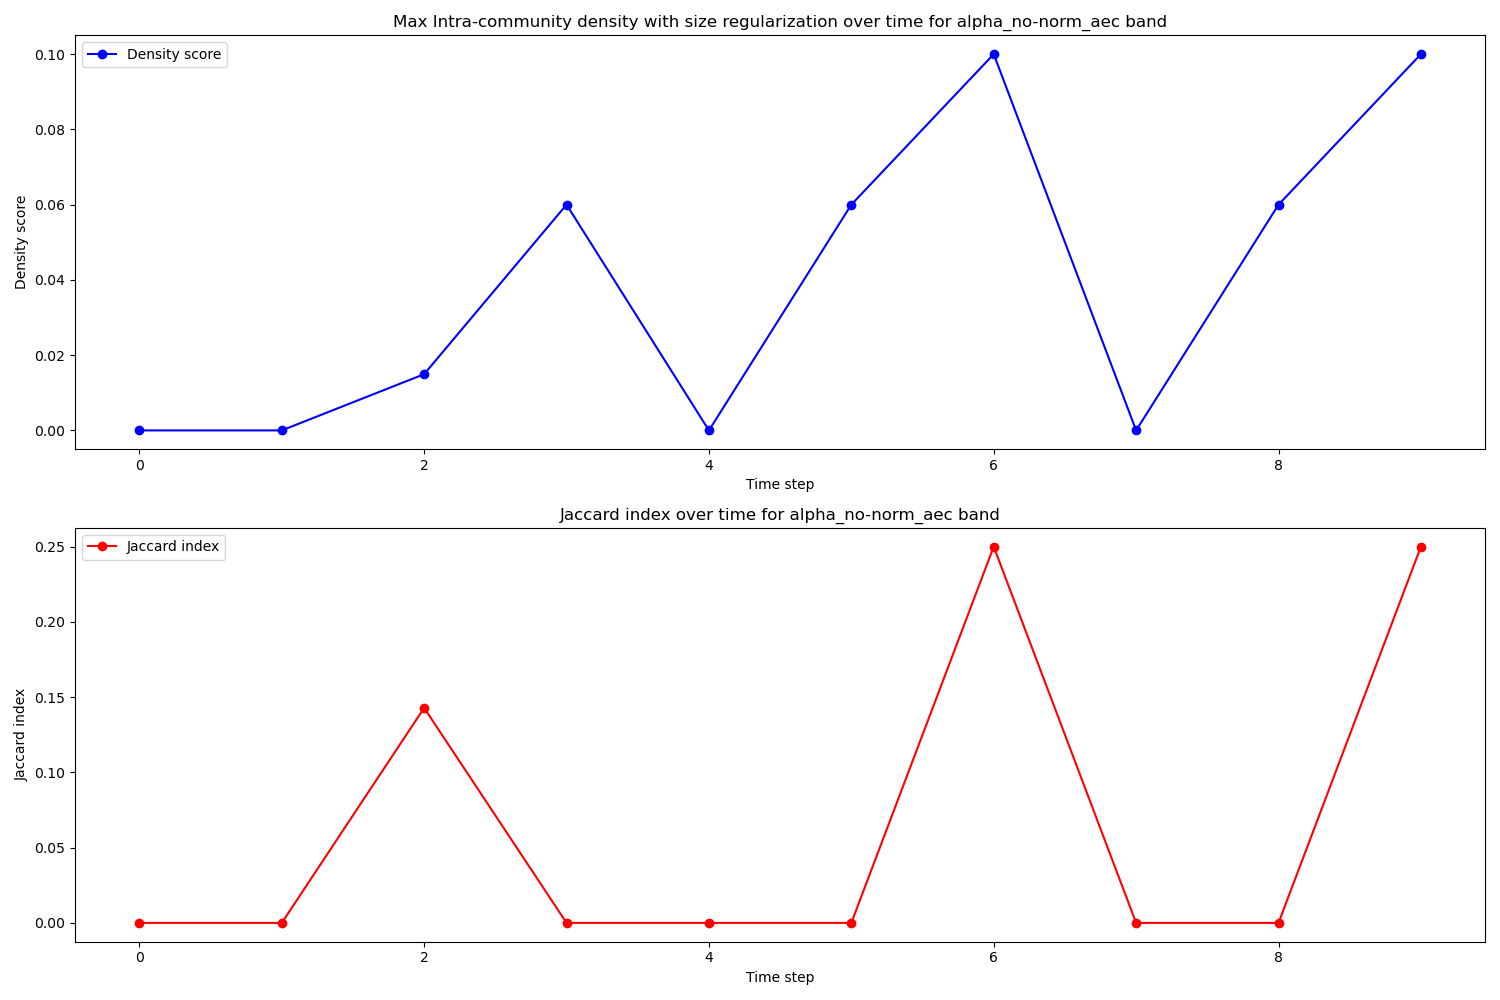 Max Intra-community density with size regularization over time for alpha_no-norm_aec band
Density score
0.10
0.08
0.06
0.04
0.02
0.00
Density score
0 2 4 6 8
Time step
Jaccard index over time for alpha_no-norm_aec band
Jaccard index
0.25
0.20
0.15
0.10
0.05
0.00
Jaccard index
0 2 4 6 8
Time step